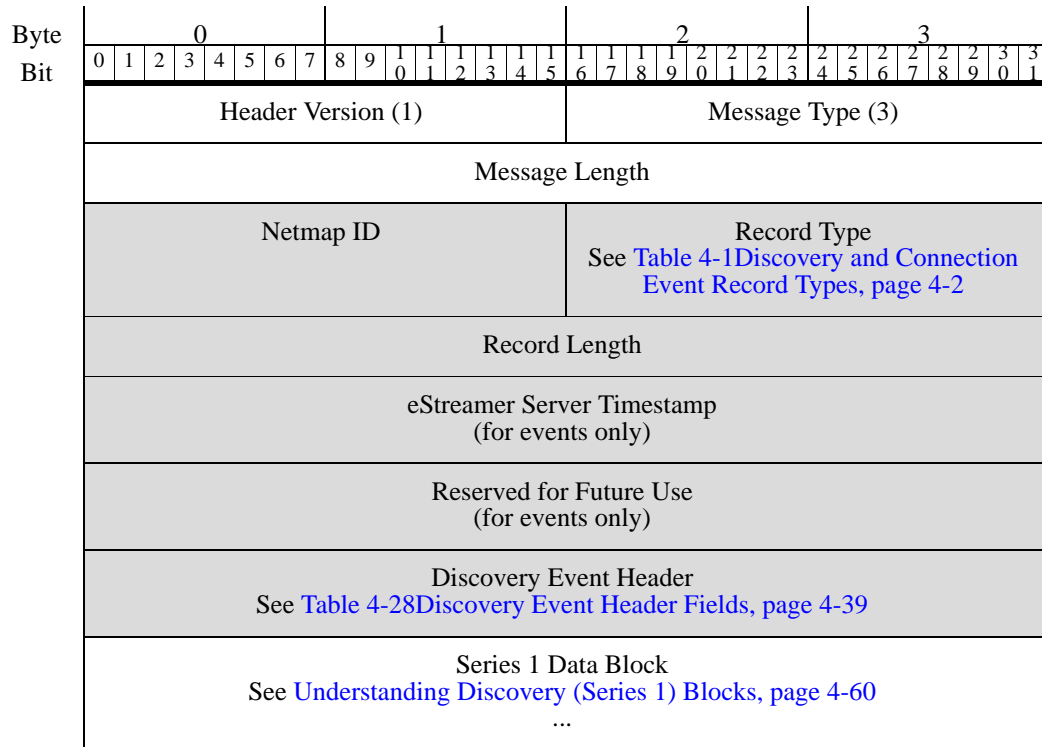 Byte 0 1 2 3
Bit 0 1 2 3 4 5 6 7 8 9 10 11 12 13 14 15 16 17 18 19 20 21 22 23 24 25 26 27 28 29 30 31
Header Version (1) Message Type (3)
Message Length
Netmap ID Record Type
See Table 4-1Discovery and Connection
Event Record Types, page 4-2
Record Length
eStreamer Server Timestamp
(for events only)
Reserved for Future Use
(for events only)
Discovery Event Header
See Table 4-28Discovery Event Header Fields, page 4-39
Series 1 Data Block
See Understanding Discovery (Series 1) Blocks, page 4-60
...